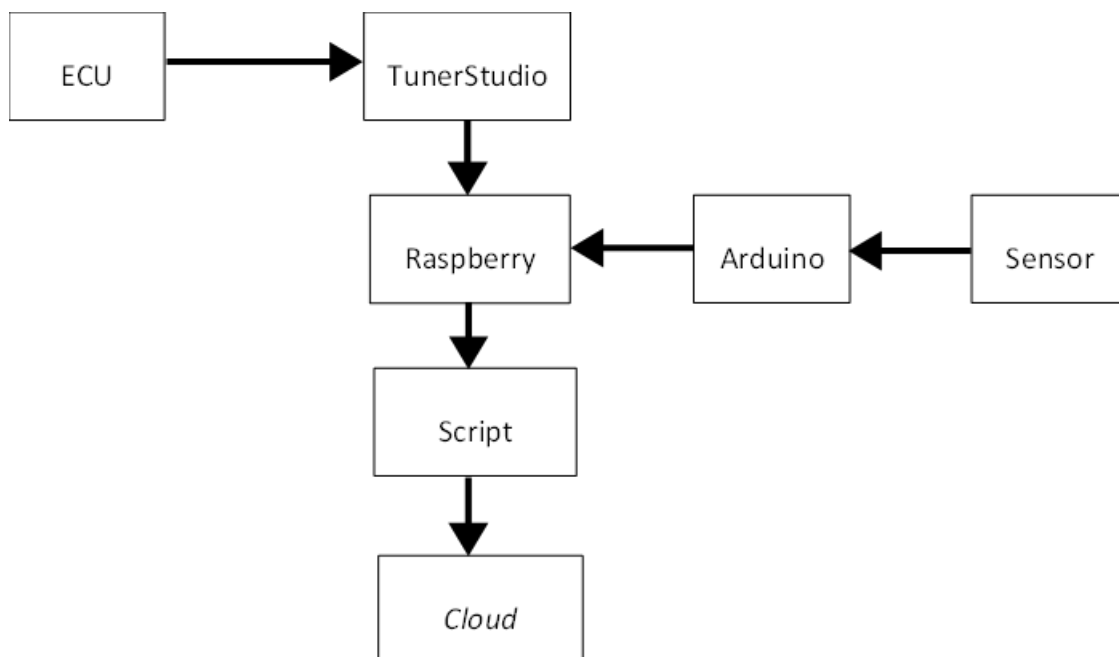 ECU
TunerStudio
Raspberry
Arduino
Sensor
Script
Cloud